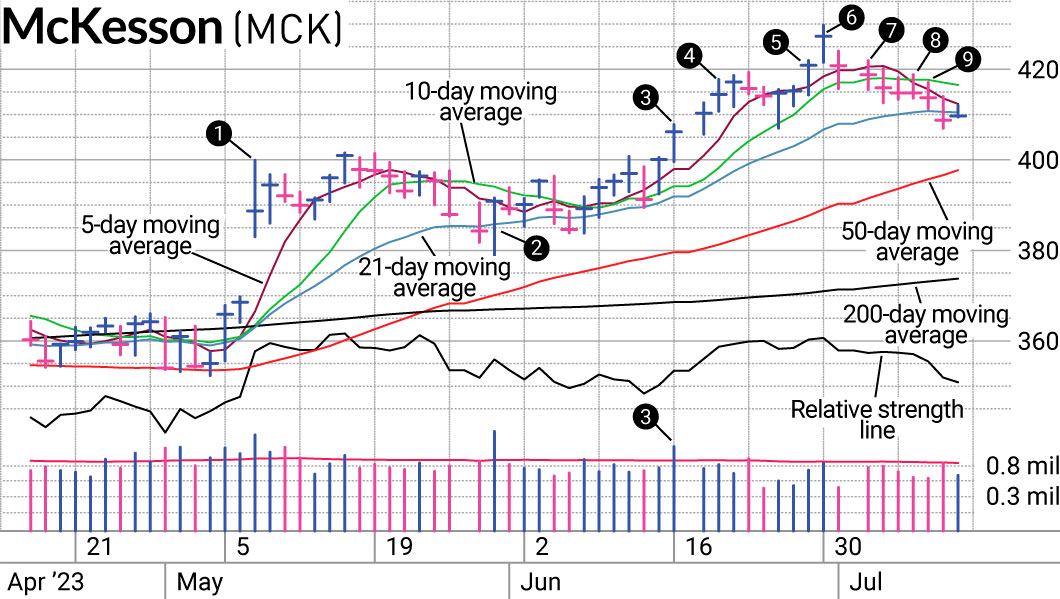 McKesson (MCK)
6
7
5
8
4
9
420
10-day moving
average
3
1
400
5-day moving
average
2
50-day moving
average
380
21-day moving
average
200-day moving
average
360
Relative strength
line
3
0.8 mil
0.3 mil
21 5 19 2 16 30
Apr ’23 May Jun Jul